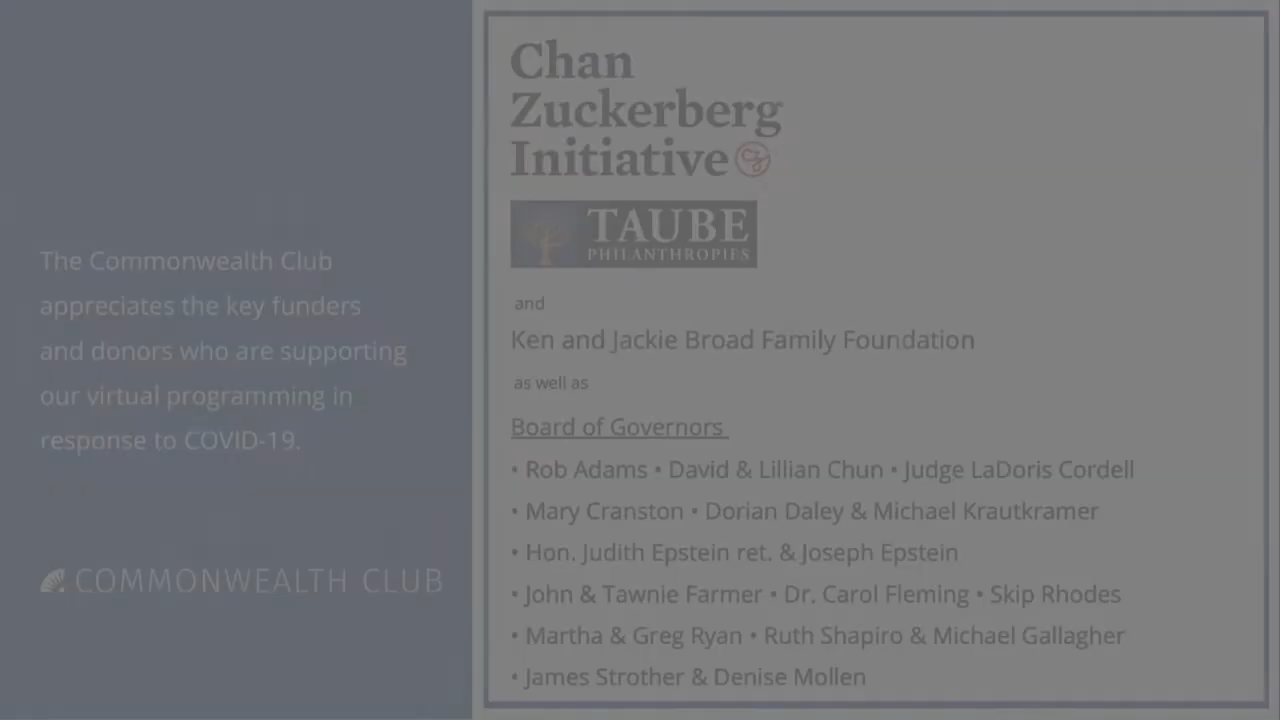 The Commonwealth Club
appreciates the key funders
and donors who are supporting
our virtual programming in
response to COVID-19.
COMMONWEALTH CLUB
Chan
Zuckerberg
Initiative
CZI
TAUBE
PHILANTHROPIES
and
Ken and Jackie Broad Family Foundation
as well as
Board of Governors
• Rob Adams • David & Lillian Chun • Judge LaDoris Cordell
• Mary Cranston • Dorian Daley & Michael Krautkramer
• Hon. Judith Epstein ret. & Joseph Epstein
• John & Tawnie Farmer • Dr. Carol Fleming • Skip Rhodes
• Martha & Greg Ryan • Ruth Shapiro & Michael Gallagher
• James Strother & Denise Mollen